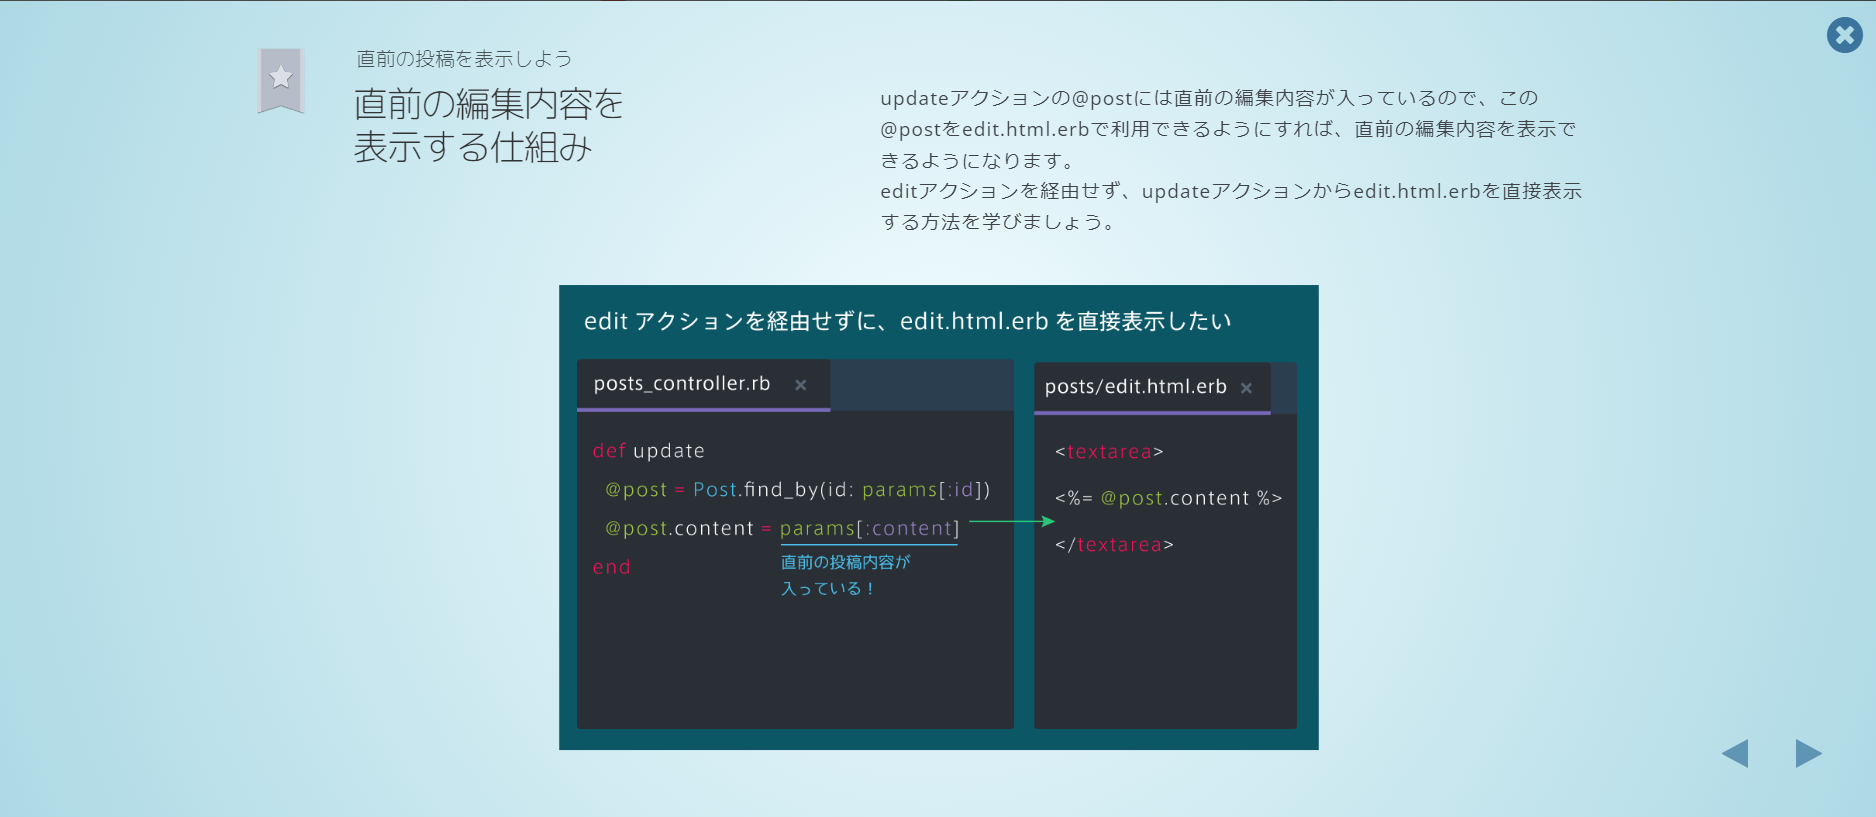 直前の投稿を表示しよう
直前の編集内容を
表示する仕組み
updateアクションの@postには直前の編集内容が入っているので、この
@postをedit.html.erbで利用できるようにすれば、直前の編集内容を表示で
きるようになります。
editアクションを経由せず、updateアクションからedit.html.erbを直接表示
する方法を学びましょう。
edit アクションを経由せずに、edit.html.erb を直接表示したい
posts_controller.rb ×
def update
@post = Post.find_by(id: params[:id])
@post.content = params[:content]
直前の投稿内容が
入っている！
end
posts/edit.html.erb ×
<textarea>
<%= @post.content %>
</textarea>